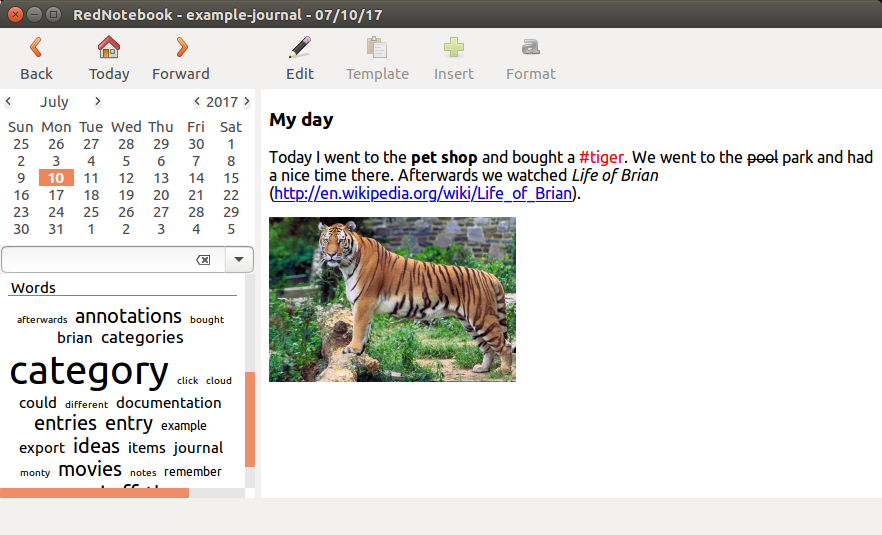 RedNotebook - example-journal - 07/10/17
Back Today Forward Edit Template Insert Format
July 2017
Sun Mon Tue Wed Thu Fri Sat
25 26 27 28 29 30 1
2 3 4 5 6 7 8
9 10 11 12 13 14 15
16 17 18 19 20 21 22
23 24 25 26 27 28 29
30 31 1 2 3 4 5
Words
afterwards annotations bought
brian categories
category click cloud
could different documentation
entries entry example
export ideas items journal
monty movies notes remember
My day
Today I went to the pet shop and bought a #tiger. We went to the pool park and had
a nice time there. Afterwards we watched Life of Brian
(http://en.wikipedia.org/wiki/Life_of_Brian).